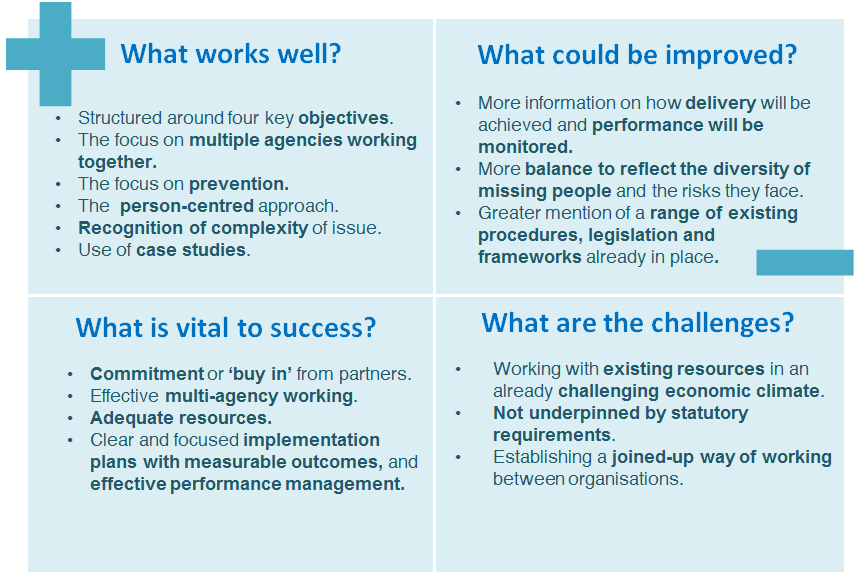 What works well?
• Structured around four key objectives.
• The focus on multiple agencies working
together.
• The focus on prevention.
• The person-centred approach.
• Recognition of complexity of issue.
• Use of case studies.
What could be improved?
• More information on how delivery will be
achieved and performance will be
monitored.
• More balance to reflect the diversity of
missing people and the risks they face.
• Greater mention of a range of existing
procedures, legislation and
frameworks already in place.
What is vital to success?
• Commitment or ‘buy in’ from partners.
• Effective multi-agency working.
• Adequate resources.
• Clear and focused implementation
plans with measurable outcomes, and
effective performance management.
What are the challenges?
• Working with existing resources in an
already challenging economic climate.
• Not underpinned by statutory
requirements.
• Establishing a joined-up way of working
between organisations.